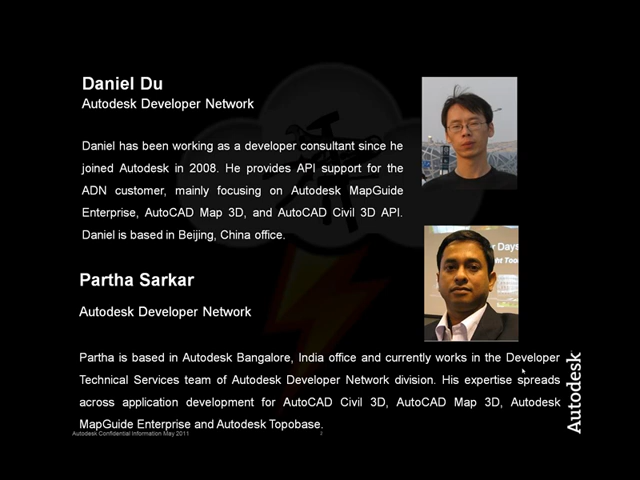 Daniel Du
Autodesk Developer Network
Daniel has been working as a developer consultant since he
joined Autodesk in 2008. He provides API support for the
ADN customer, mainly focusing on Autodesk MapGuide
Enterprise, AutoCAD Map 3D, and AutoCAD Civil 3D API.
Daniel is based in Beijing, China office.
Partha Sarkar
Autodesk Developer Network
Partha is based in Autodesk Bangalore, India office and currently works in the Developer
Technical Services team of Autodesk Developer Network division. His expertise spreads
across application development for AutoCAD Civil 3D, AutoCAD Map 3D, Autodesk
MapGuide Enterprise and Autodesk Topobase.
Autodesk Confidential Information May 2011
2
Autodesk